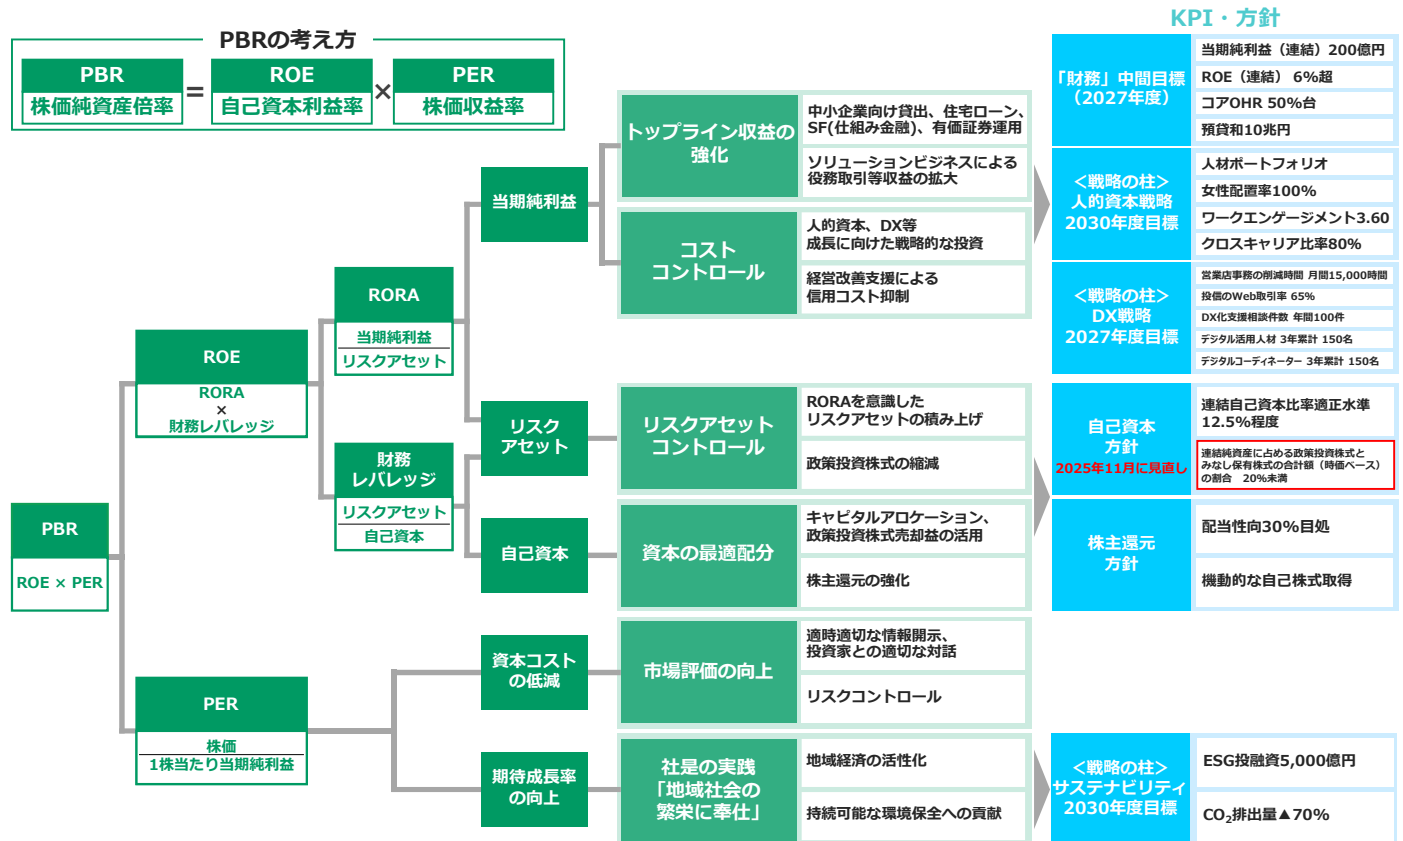 KPI・方針
PBRの考え方
PBR
株価純資産倍率
=
ROE
自己資本利益率
×
PER
株価収益率
PBR
ROE × PER
ROE
RORA
×
財務レバレッジ
PER
株価
1株当たり当期純利益
RORA
当期純利益
リスクアセット
財務
レバレッジ
リスクアセット
自己資本
当期純利益
リスク
アセット
自己資本
資本コスト
の低減
期待成長率
の向上
トップライン収益の
強化
中小企業向け貸出、住宅ローン、
SF(仕組み金融)、有価証券運用
ソリューションビジネスによる
役務取引等収益の拡大
コスト
コントロール
人的資本、DX等
成長に向けた戦略的な投資
経営改善支援による
信用コスト抑制
リスクアセット
コントロール
RORAを意識した
リスクアセットの積み上げ
政策投資株式の縮減
資本の最適配分
キャピタルアロケーション、
政策投資株式売却益の活用
株主還元の強化
市場評価の向上
適時適切な情報開示、
投資家との適切な対話
リスクコントロール
社是の実践
「地域社会の
繁栄に奉仕」
地域経済の活性化
持続可能な環境保全への貢献
「財務」中間目標
（2027年度）
当期純利益（連結）200億円
ROE（連結） 6%超
コアOHR 50%台
預貸和10兆円
＜戦略の柱＞
人的資本戦略
2030年度目標
人材ポートフォリオ
女性配置率100%
ワークエンゲージメント3.60
クロスキャリア比率80%
＜戦略の柱＞
DX戦略
2027年度目標
営業店事務の削減時間 月間15,000時間
投信のWeb取引率 65%
DX化支援相談件数 年間100件
デジタル活用人材 3年累計 150名
デジタルコーディネーター 3年累計 150名
自己資本
方針
2025年11月に見直し
連結自己資本比率適正水準
12.5%程度
連結純資産に占める政策投資株式と
みなし保有株式の合計額（時価ベース）
の割合 20%未満
株主還元
方針
配当性向30%目処
機動的な自己株式取得
＜戦略の柱＞
サステナビリティ
2030年度目標
ESG投融資5,000億円
CO₂排出量▲70%